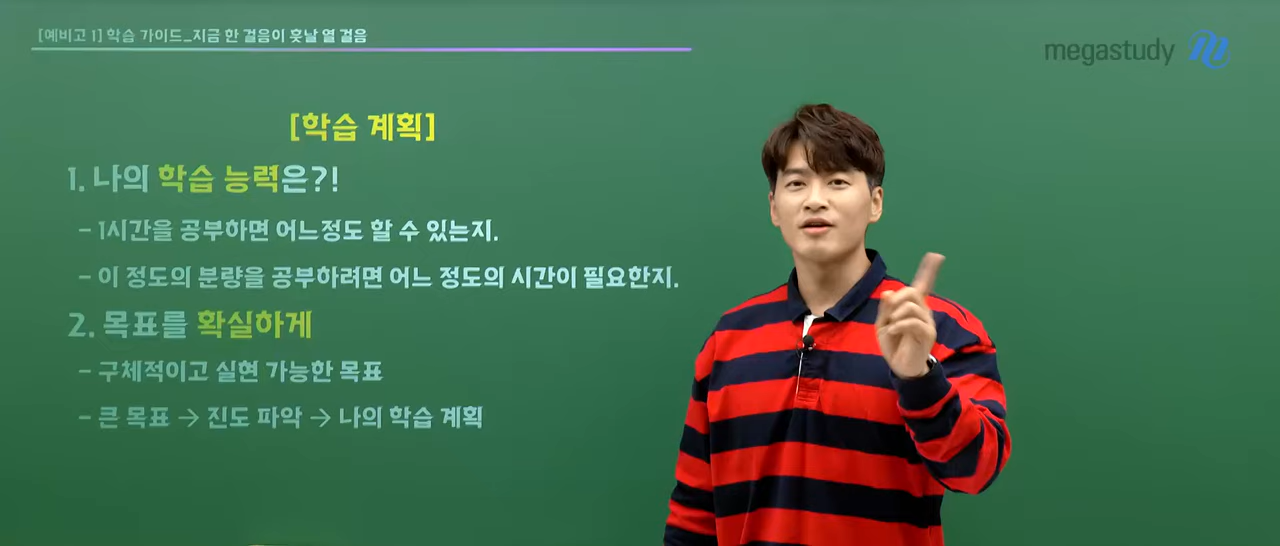 [예비고 1] 학습 가이드_지금 한 걸음이 훗날 열 걸음
megastudy
[학습 계획]
1. 나의 학습 능력은?!
- 1시간을 공부하면 어느정도 할 수 있는지.
- 이 정도의 분량을 공부하려면 어느 정도의 시간이 필요한지.
2. 목표를 확실하게
- 구체적이고 실현 가능한 목표
- 큰 목표 → 진도 파악 → 나의 학습 계획